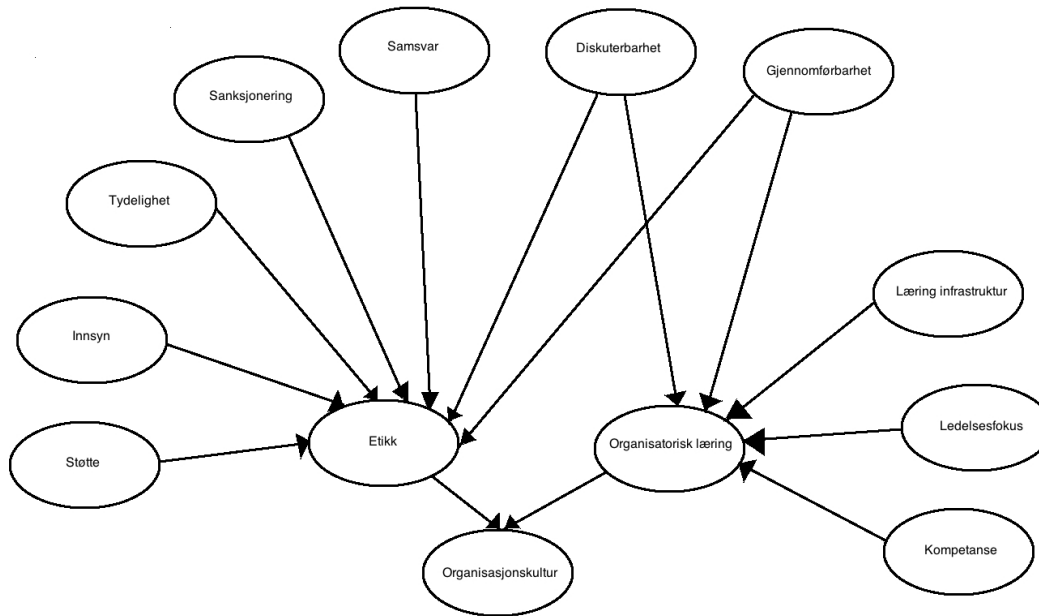 Samsvar
Diskuterbarhet
Gjennomførbarhet
Sanksjonering
Tydelighet
Læring infrastruktur
Innsyn
Ledelsesfokus
Etikk
Organisatorisk læring
Støtte
Kompetanse
Organisasjonskultur